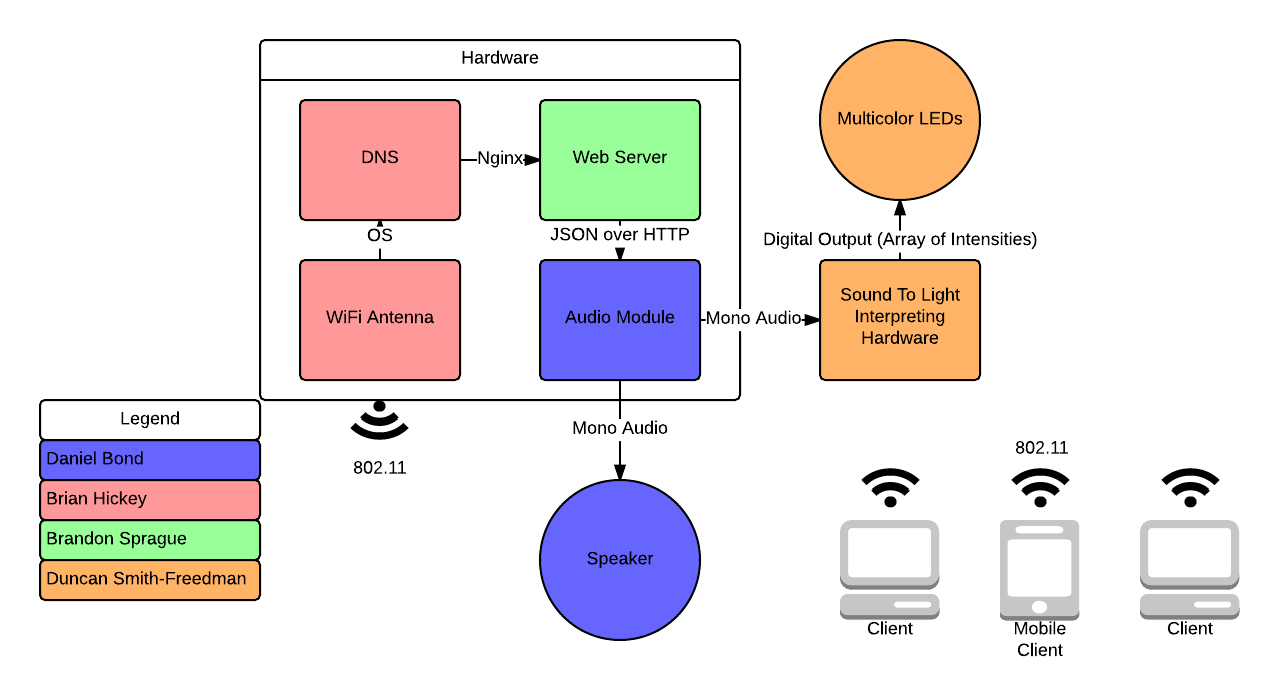 Hardware
DNS
Nginx
Web Server
Multicolor LEDs
OS
JSON over HTTP
Digital Output (Array of Intensities)
WiFi Antenna
Audio Module
Mono Audio
Sound To Light
Interpreting
Hardware
Legend
Daniel Bond
Brian Hickey
Brandon Sprague
Duncan Smith-Freedman
802.11
Mono Audio
Speaker
802.11
Client
Mobile
Client
Client